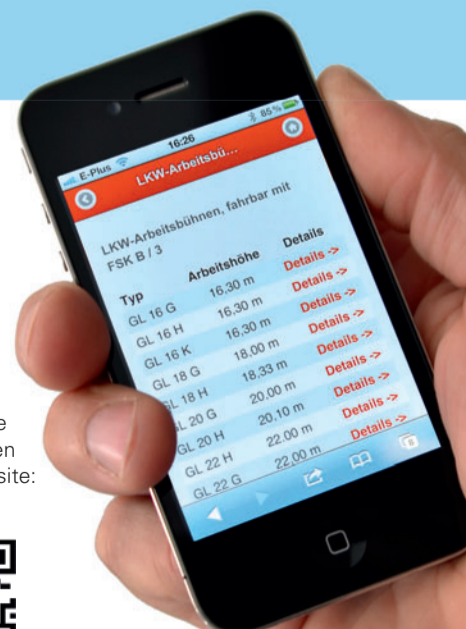 E-Plus 16:26 85 %
LKW-Arbeitsbü...
LKW-Arbeitsbühnen, fahrbar mit
FSK B / 3
Typ Arbeitshöhe Details
GL 16 G 16,30 m Details ->
GL 16 H 16,30 m Details ->
GL 16 K 16,30 m Details ->
GL 18 G 18,00 m Details ->
GL 18 H 18,33 m Details ->
GL 20 G 20,00 m Details ->
GL 20 H 20,10 m Details ->
GL 22 H 22.00 m Details ->
GL 22 G 22,00 m Details ->
8
e
en
site: